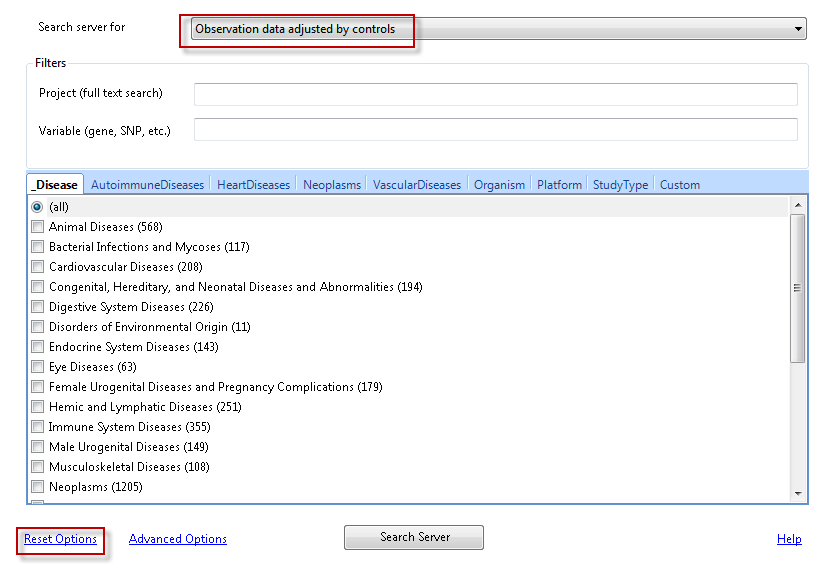 Search server for
Observation data adjusted by controls
Filters
Project (full text search)
Variable (gene, SNP, etc.)
_Disease AutoimmuneDiseases HeartDiseases Neoplasms VascularDiseases Organism Platform StudyType Custom
(all)
Animal Diseases (568)
Bacterial Infections and Mycoses (117)
Cardiovascular Diseases (208)
Congenital, Hereditary, and Neonatal Diseases and Abnormalities (194)
Digestive System Diseases (226)
Disorders of Environmental Origin (11)
Endocrine System Diseases (143)
Eye Diseases (63)
Female Urogenital Diseases and Pregnancy Complications (179)
Hemic and Lymphatic Diseases (251)
Immune System Diseases (355)
Male Urogenital Diseases (149)
Musculoskeletal Diseases (108)
Neoplasms (1205)
Reset Options Advanced Options Search Server Help